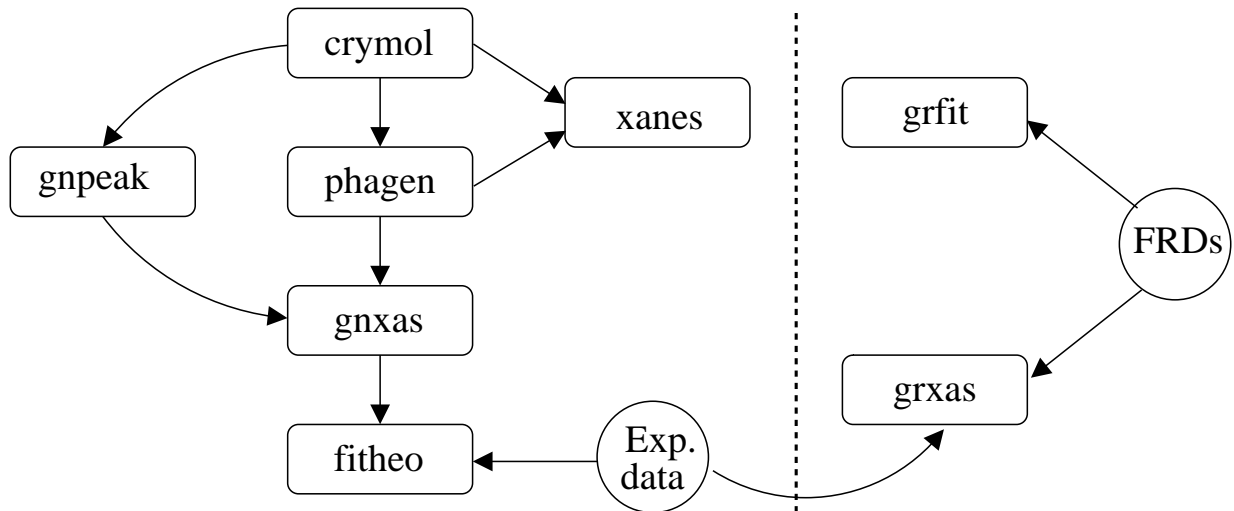 crymol
xanes
grfit
gnpeak
phagen
FRDs
gnxas
grxas
fitheo
Exp.
data